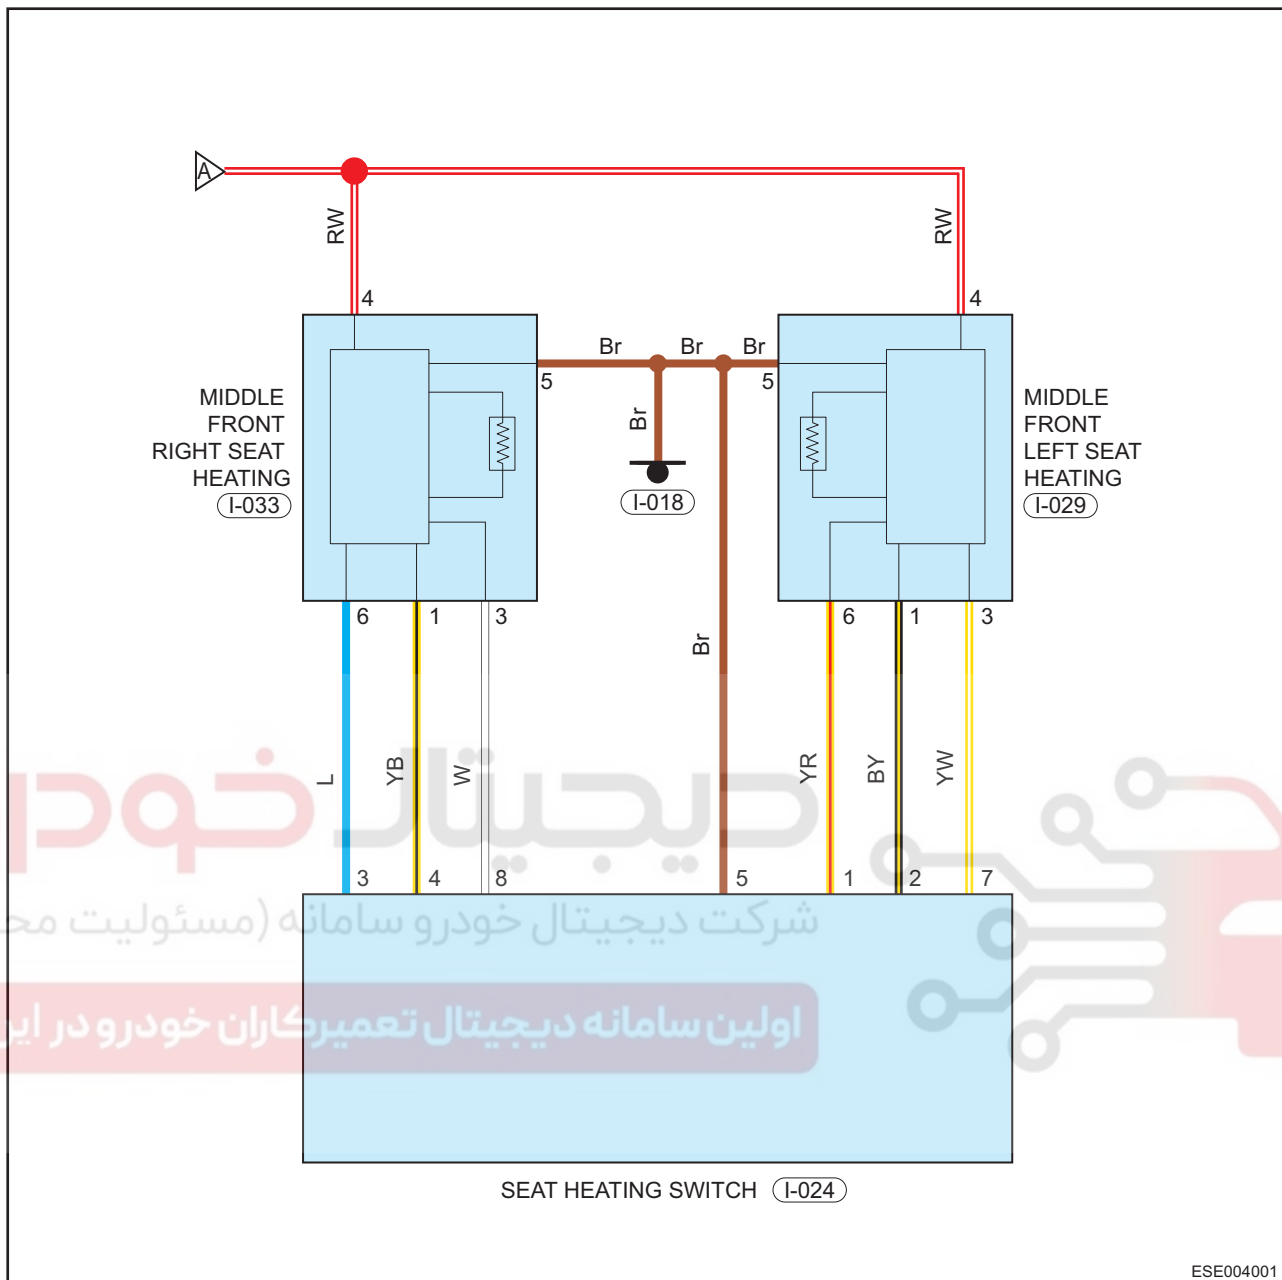 A
RW
RW
4
4
Br
Br
Br
5
5
Br
MIDDLE
FRONT
RIGHT SEAT
HEATING
I-033
I-018
MIDDLE
FRONT
LEFT SEAT
HEATING
I-029
6
1
3
6
1
3
Br
L
YB
W
YR
BY
YW
دیجیتال خودرو
3
4
8
5
1
2
7
شرکت دیجیتال خودرو سامانه (مسئولیت
اولین سامانه دیجیتال تعمیرکاران خودرو در
SEAT HEATING SWITCH I-024
ESE004001